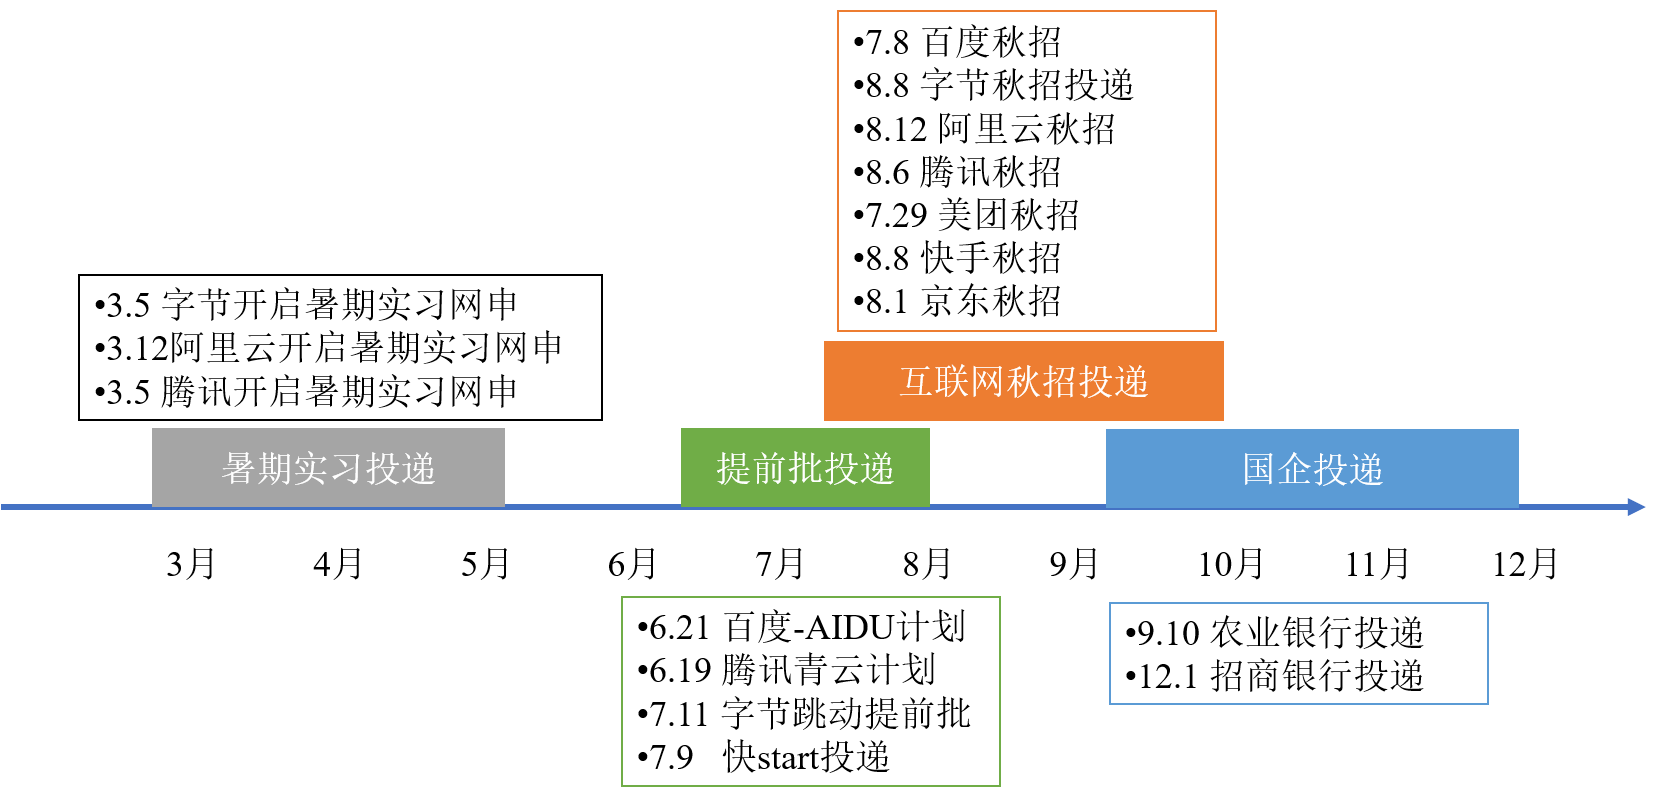 •7.8 百度秋招
•8.8 字节秋招投递
•8.12 阿里云秋招
•8.6 腾讯秋招
•7.29 美团秋招
•8.8 快手秋招
•8.1 京东秋招
•3.5 字节开启暑期实习网申
•3.12阿里云开启暑期实习网申
•3.5 腾讯开启暑期实习网申
互联网秋招投递
暑期实习投递
提前批投递
国企投递
3月 4月 5月 6月 7月 8月 9月 10月 11月 12月
•6.21 百度-AIDU计划
•6.19 腾讯青云计划
•7.11 字节跳动提前批
•7.9 快start投递
•9.10 农业银行投递
•12.1 招商银行投递